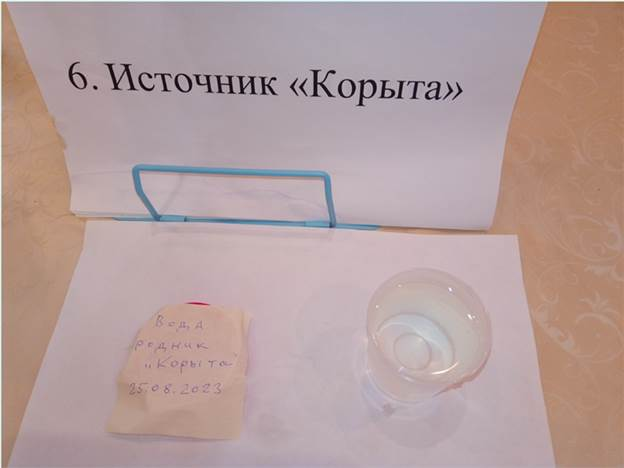 6. Источник «Корыта»
Вода
родник
„Корыта"
25.08.2023